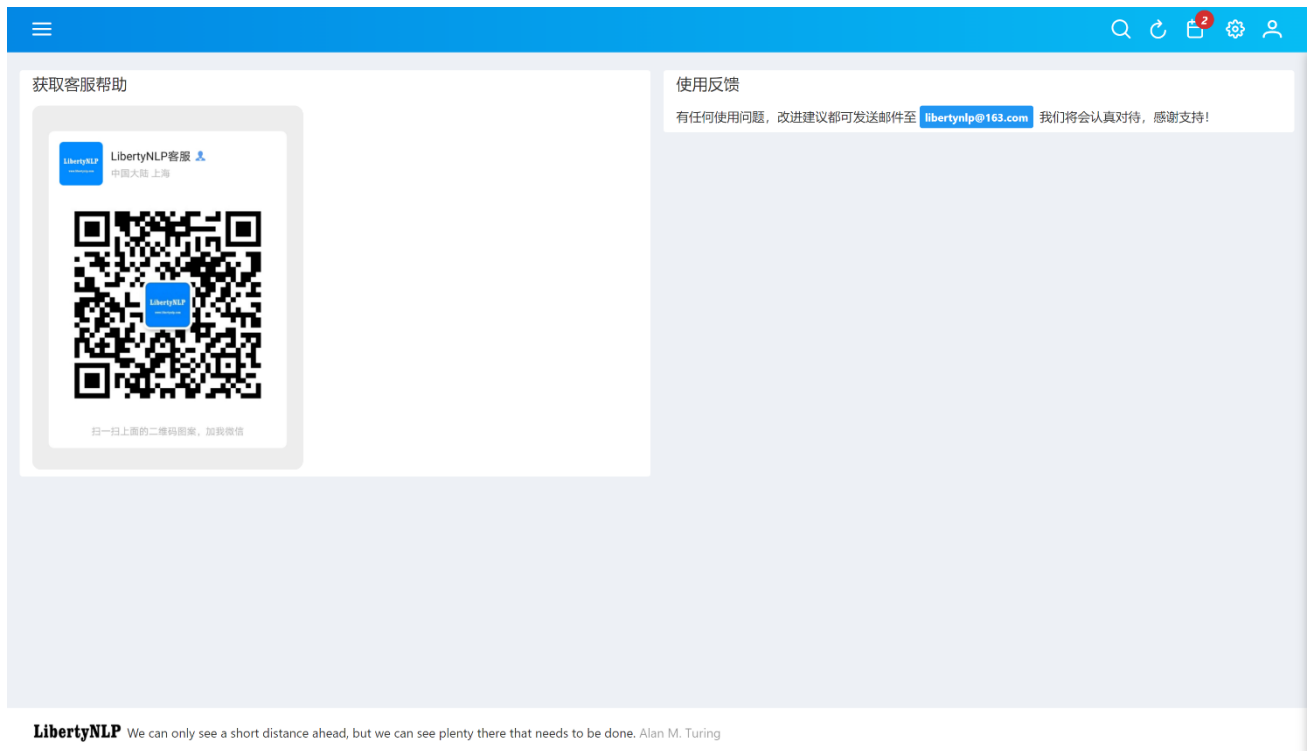 2
获取客服帮助
LibertyNLP
LibertyNLP客服
中国大陆 上海
LibertyNLP
扫一扫上面的二维码图案，加我微信
使用反馈
有任何使用问题，改进建议都可发送邮件至 libertynlp@163.com 我们将会认真对待，感谢支持！
LibertyNLP We can only see a short distance ahead, but we can see plenty there that needs to be done. Alan M. Turing